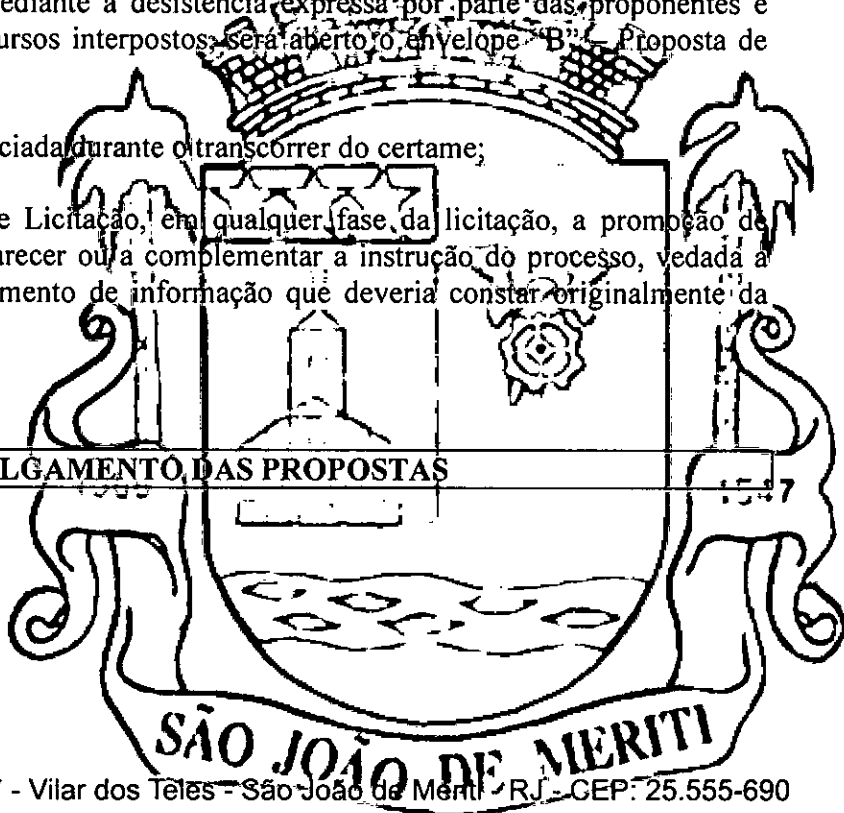 ediante a desistência expressa por parte das proponentes e
ursos interpostos, será aberto o envelope "B" – Proposta de
ciada durante o transcorrer do certame;
e Licitação, em qualquer fase da licitação, a promoção de
arecer ou a complementar a instrução do processo, vedada a
mento de informação que deveria constar originalmente da
LGAMENTO DAS PROPOSTAS
SÃO JOÃO DE MERITI
- Vilar dos Teles - São João de Meriti - RJ - CEP: 25.555-690